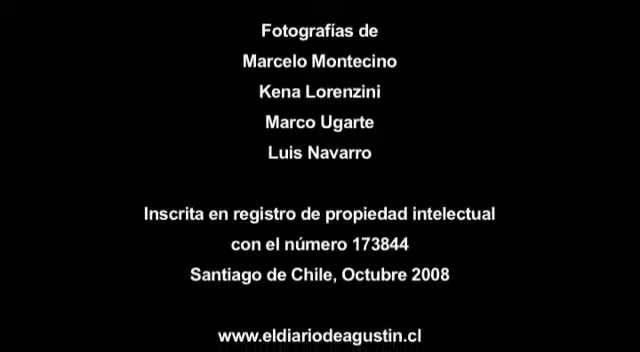 Fotografías de
Marcelo Montecino
Kena Lorenzini
Marco Ugarte
Luis Navarro
Inscrita en registro de propiedad intelectual
con el número 173844
Santiago de Chile, Octubre 2008
www.eldiariodeagustin.cl